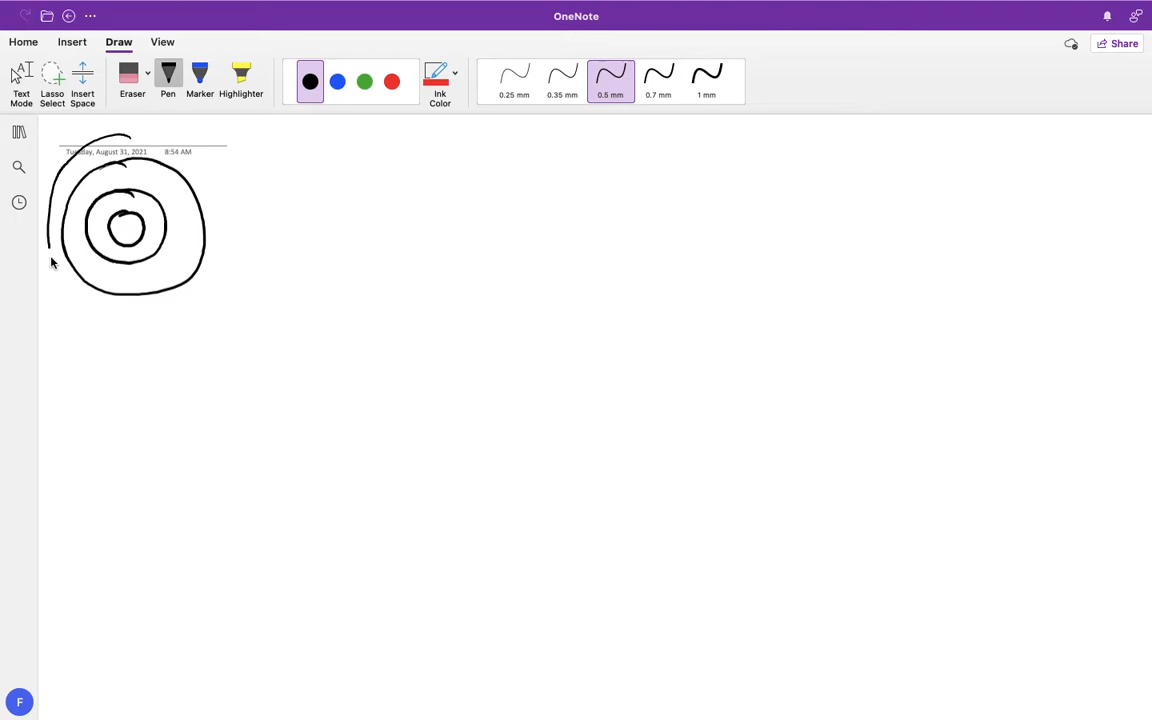 OneNote
Home Insert Draw View
Share
Text Mode
Lasso Select
Insert Space
Eraser
Pen
Marker
Highlighter
Ink Color
0.25 mm
0.35 mm
0.5 mm
0.7 mm
1 mm
Tuesday, August 31, 2021 8:54 AM
F